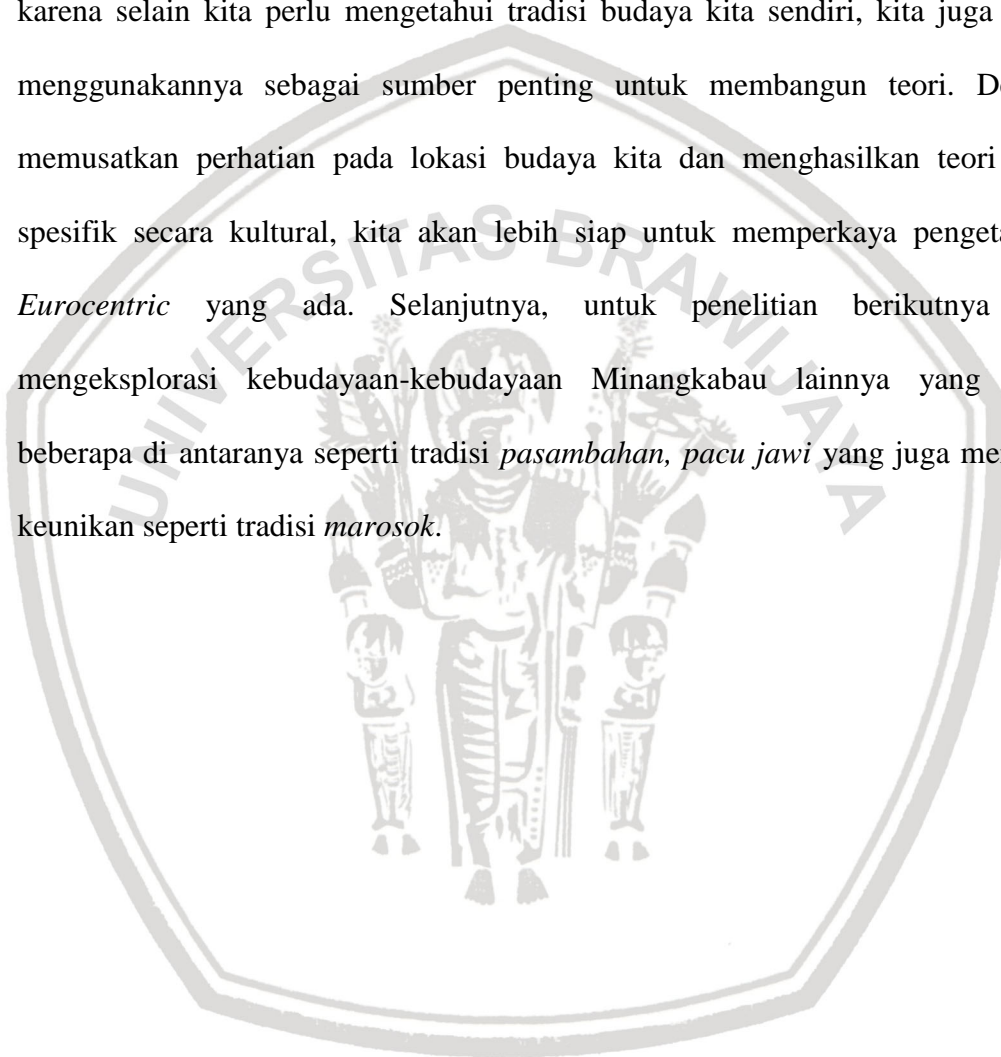 karena selain kita perlu mengetahui tradisi budaya kita sendiri, kita juga
menggunakannya sebagai sumber penting untuk membangun teori.
memusatkan perhatian pada lokasi budaya kita dan menghasilkan teori
spesifik secara kultural, kita akan lebih siap untuk memperkaya
Eurocentric yang ada. Selanjutnya, untuk penelitian berikutnya
mengeksplorasi kebudayaan-kebudayaan Minangkabau lainnya yang
beberapa di antaranya seperti tradisi pasambahan, pacu jawi yang juga
keunikan seperti tradisi marosok.
UNIVERSITAS BRAWIJAYA